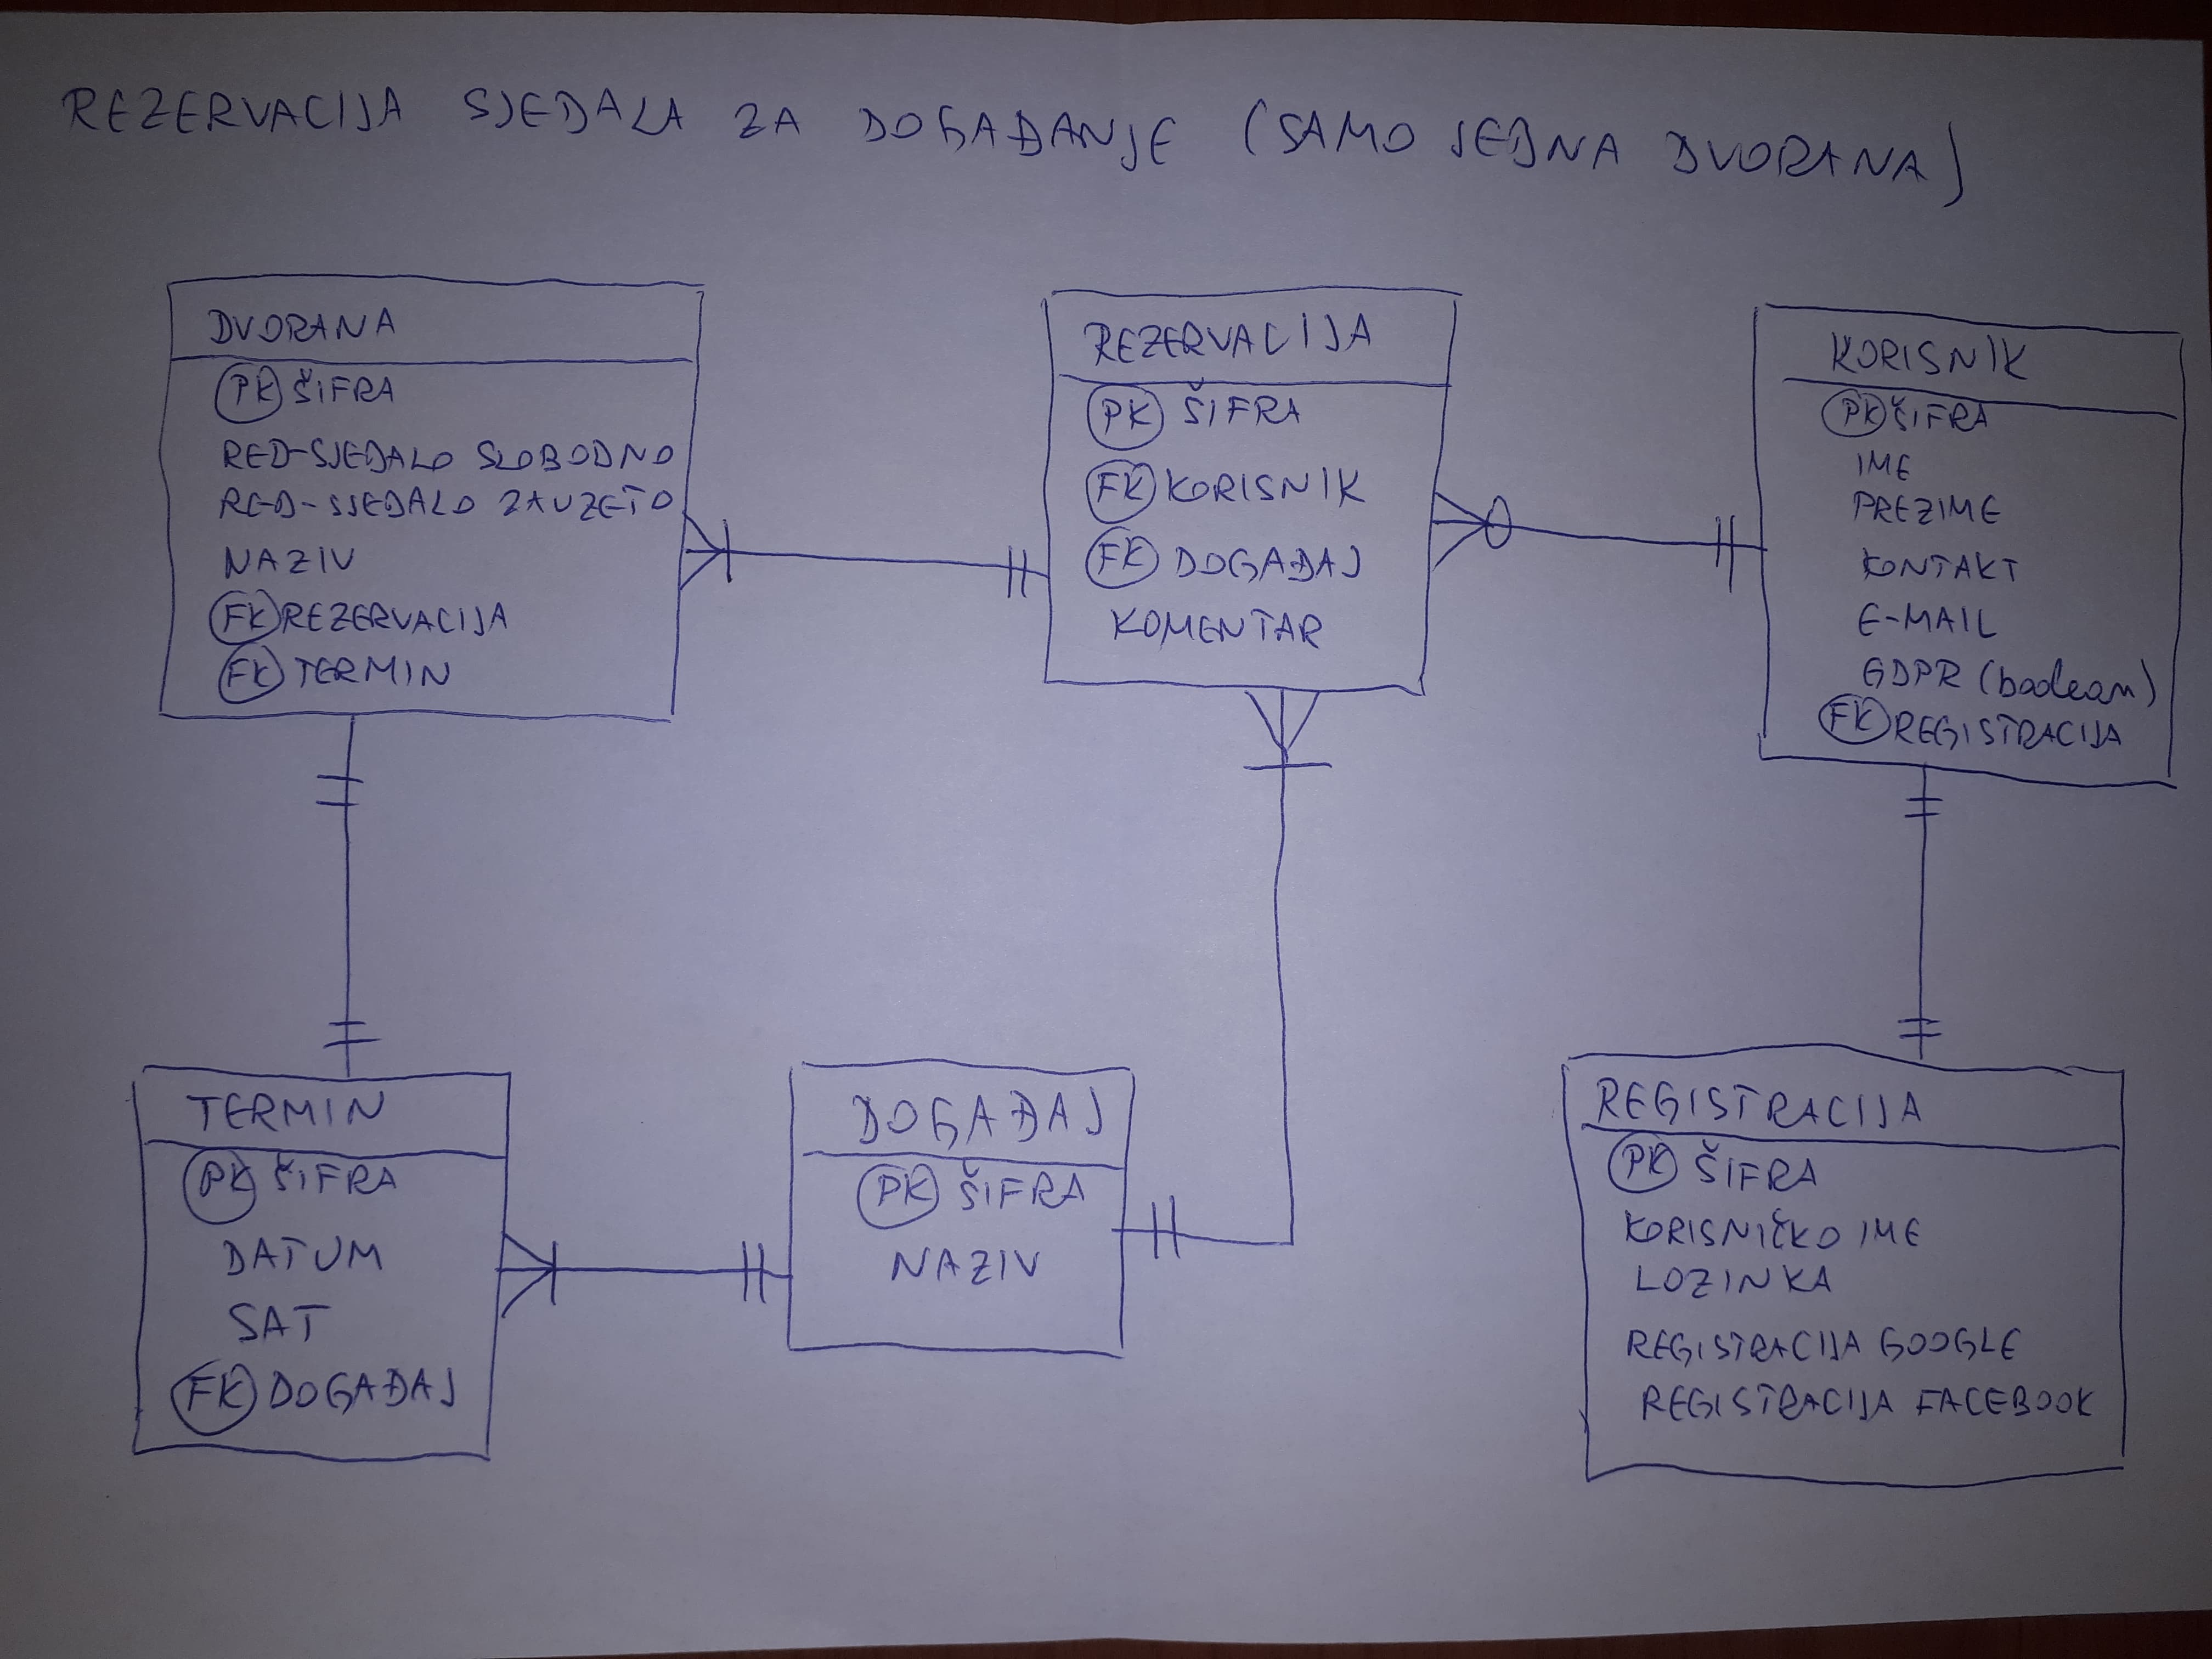 REZERVACIJA SJEDALA ZA DOGAĐANJE (SAMO JEDNA DVORANA)
DVORANA
PK ŠIFRA
RED-SJEDALO SLOBODNO
RED-SJEDALO ZAUZETO
NAZIV
FK REZERVACIJA
FK TERMIN
REZERVACIJA
PK ŠIFRA
FK KORISNIK
FK DOGAĐAJ
KOMENTAR
KORISNIK
PK ŠIFRA
IME
PREZIME
KONTAKT
E-MAIL
GDPR (boolean)
FK REGISTRACIJA
TERMIN
PK ŠIFRA
DATUM
SAT
FK DOGAĐAJ
DOGAĐAJ
PK ŠIFRA
NAZIV
REGISTRACIJA
PK ŠIFRA
KORISNIČKO IME
LOZINKA
REGISTRACIJA GOOGLE
REGISTRACIJA FACEBOOK